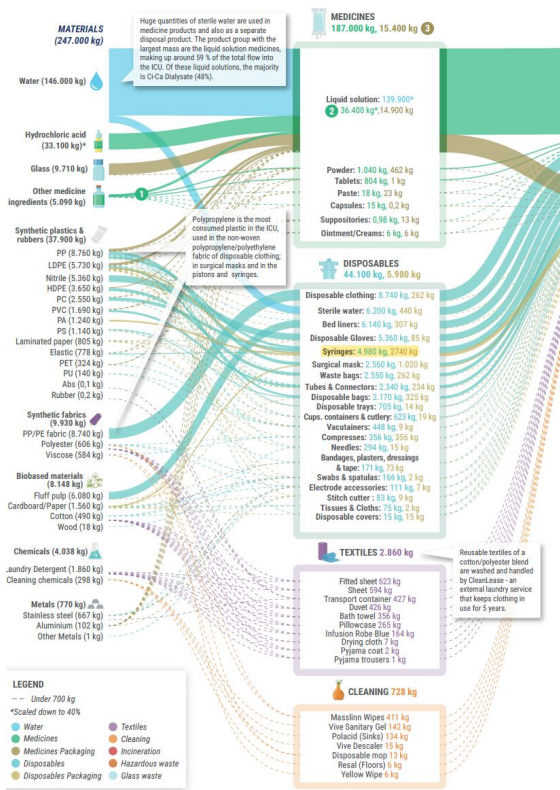 MATERIALS
(247.000 kg)
Water (146.000 kg)
Hydrochloric acid
(33.100 kg)*
Glass (9.710 kg)
Other medicine
ingredients (5.090 kg)
1
Synthetic plastics &
rubbers (37.900 kg)
PP (8.760 kg)
LDPE (5.730 kg)
Nitrile (5.360 kg)
HDPE (3.650 kg)
PC (2.550 kg)
PVC (1.690 kg)
PA (1.240 kg)
PS (1.140 kg)
Laminated paper (805 kg)
Elastic (778 kg)
PET (324 kg)
PU (140 kg)
Abs (0,1 kg)
Rubber (0,2 kg)
Synthetic fabrics
(9.930 kg)
PP/PE fabric (8.740 kg)
Polyester (606 kg)
Viscose (584 kg)
Biobased materials
(8.148 kg)
Fluff pulp (6.080 kg)
Cardboard/Paper (1.560 kg)
Cotton (490 kg)
Wood (18 kg)
Chemicals (4.038 kg)
Laundry Detergent (1.860 kg)
Cleaning chemicals (298 kg)
Metals (770 kg)
Stainless steel (667 kg)
Aluminium (102 kg)
Other Metals (1 kg)
Huge quantities of sterile water are used in
medicine products and also as a separate
disposal product. The product group with the
largest mass are the liquid solution medicines,
making up around 59 % of the total flow into
the ICU. Of these liquid solutions, the majority
is Ci-Ca Dialysate (48%).
Polypropylene is the most
consumed plastic in the ICU,
used in the non-woven
polypropylene/polyethylene
fabric of disposable clothing;
in surgical masks and in the
pistons and syringes.
MEDICINES
187.000 kg, 15.400 kg 3
Liquid solution: 139.900*
2 36.400 kg*,14.900 kg
Powder: 1.040 kg, 462 kg
Tablets: 804 kg, 1 kg
Paste: 18 kg, 23 kg
Capsules: 15 kg, 0,2 kg
Suppositories: 0,98 kg, 13 kg
Ointment/Creams: 6 kg, 6 kg
DISPOSABLES
44.100 kg, 5.980 kg
Disposable clothing: 8.740 kg, 262 kg
Sterile water: 6.200 kg, 440 kg
Bed liners: 6.140 kg, 307 kg
Disposable Gloves: 5.360 kg, 85 kg
Syringes: 4.980 kg, 2740 kg
Surgical mask: 2.560 kg, 1.020 kg
Waste bags: 2.550 kg, 262 kg
Tubes & Connectors: 2.340 kg, 234 kg
Disposable bags: 2.170 kg, 325 kg
Disposable trays: 705 kg, 14 kg
Cups. containers & cutlery: 623 kg, 19 kg
Vacutainers: 448 kg, 9 kg
Compresses: 356 kg, 356 kg
Needles: 294 kg, 15 kg
Bandages, plasters, dressings
& tape: 171 kg, 73 kg
Swabs & spatulas: 166 kg, 2 kg
Electrode accessories: 111 kg, 7 kg
Stitch cutter : 83 kg, 9 kg
Tissues & Cloths: 75 kg, 2 kg
Disposable covers: 15 kg, 15 kg
TEXTILES 2.860 kg
Fitted sheet 623 kg
Sheet 594 kg
Transport container 427 kg
Duvet 426 kg
Bath towel 356 kg
Pillowcase 265 kg
Infusion Robe Blue 164 kg
Drying cloth 7 kg
Pyjama coat 2 kg
Pyjama trousers 1 kg
Reusable textiles of a
cotton/polyester blend
are washed and handled
by CleanLease - an
external laundry service
that keeps clothing in
use for 5 years.
CLEANING 728 kg
Masslinn Wipes 411 kg
Vive Sanitary Gel 142 kg
Polacid (Sinks) 134 kg
Vive Descaler 15 kg
Disposable mop 13 kg
Resal (Floors) 6 kg
Yellow Wipe 6 kg
LEGEND
Under 700 kg
*Scaled down to 40%
Water
Medicines
Medicines Packaging
Disposables
Disposables Packaging
Textiles
Cleaning
Incineration
Hazardous waste
Glass waste